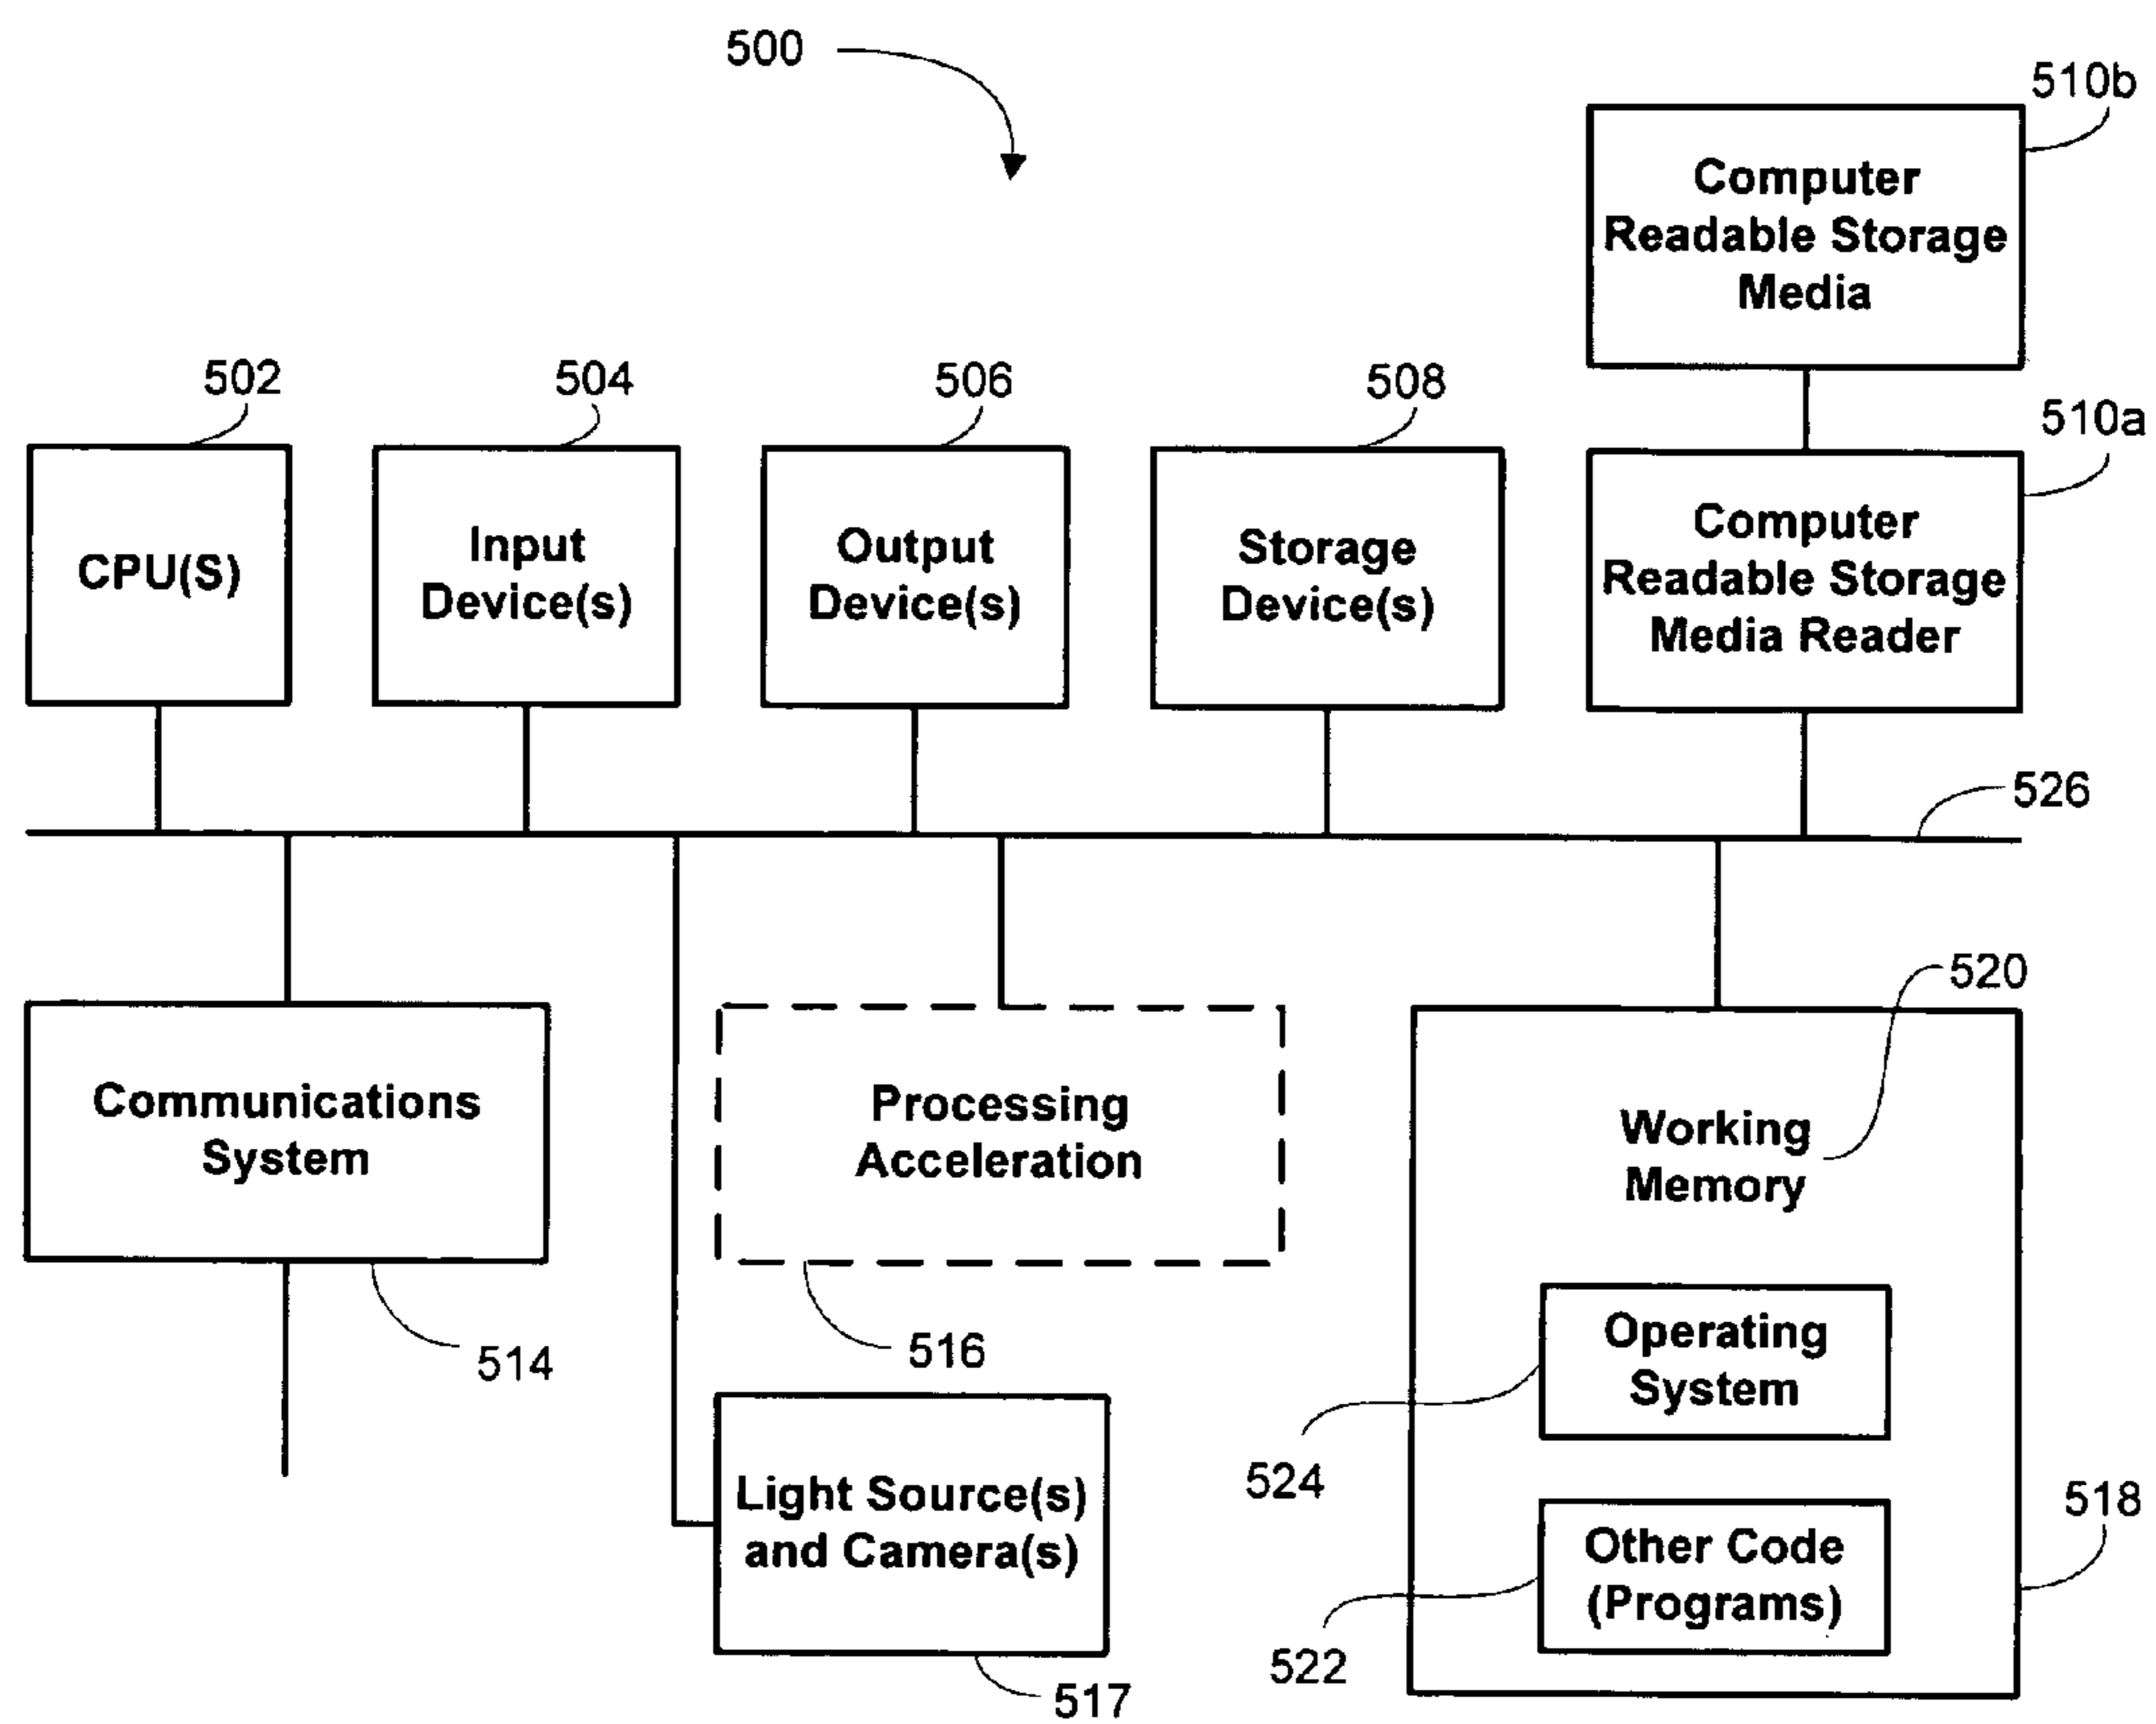 500
510b
Computer
Readable Storage
Media
502
504
506
508
510a
CPU(S)
Input
Device(s)
Output
Device(s)
Storage
Device(s)
Computer
Readable Storage
Media Reader
526
520
Communications
System
Processing
Acceleration
Working
Memory
514
516
Operating
System
524
Light Source(s)
and Camera(s)
518
Other Code
(Programs)
522
517